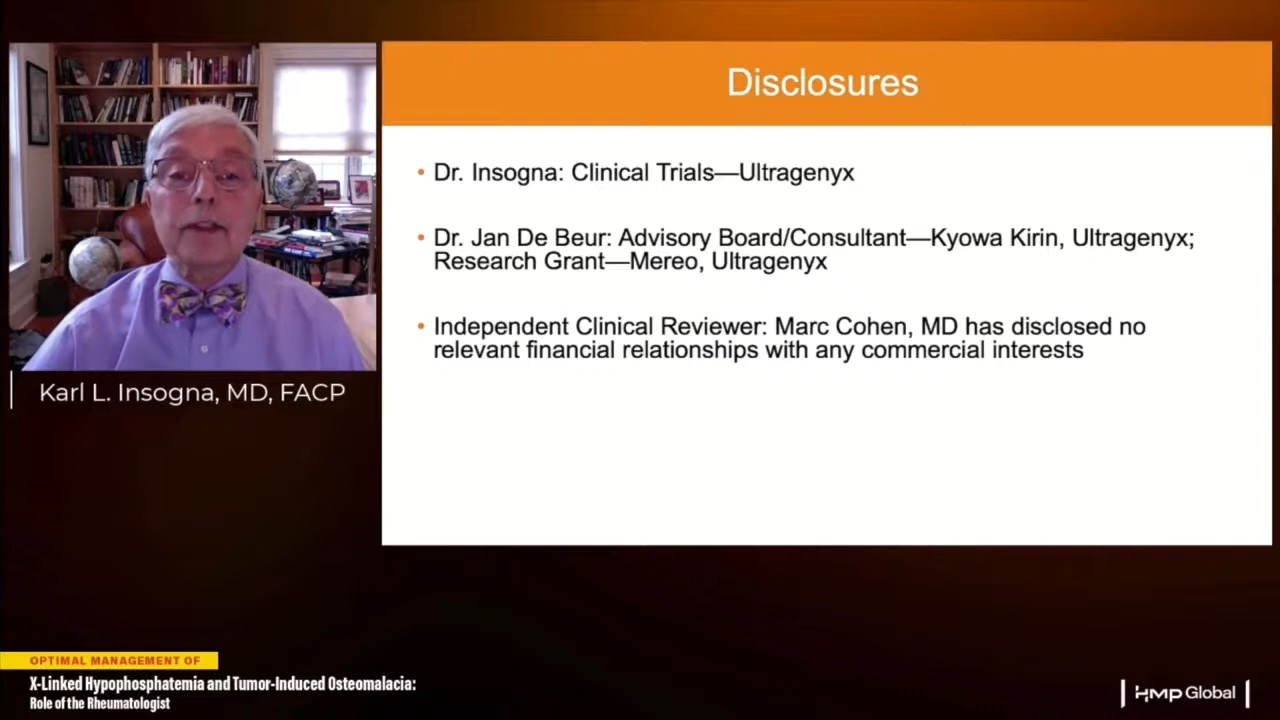 Disclosures
• Dr. Insogna: Clinical Trials—Ultragenyx
• Dr. Jan De Beur: Advisory Board/Consultant—Kyowa Kirin, Ultragenyx;
Research Grant—Mereo, Ultragenyx
• Independent Clinical Reviewer: Marc Cohen, MD has disclosed no
relevant financial relationships with any commercial interests
Karl L. Insogna, MD, FACP
OPTIMAL MANAGEMENT OF
X-Linked Hypophosphatemia and Tumor-Induced Osteomalacia:
Role of the Rheumatologist
HMP Global